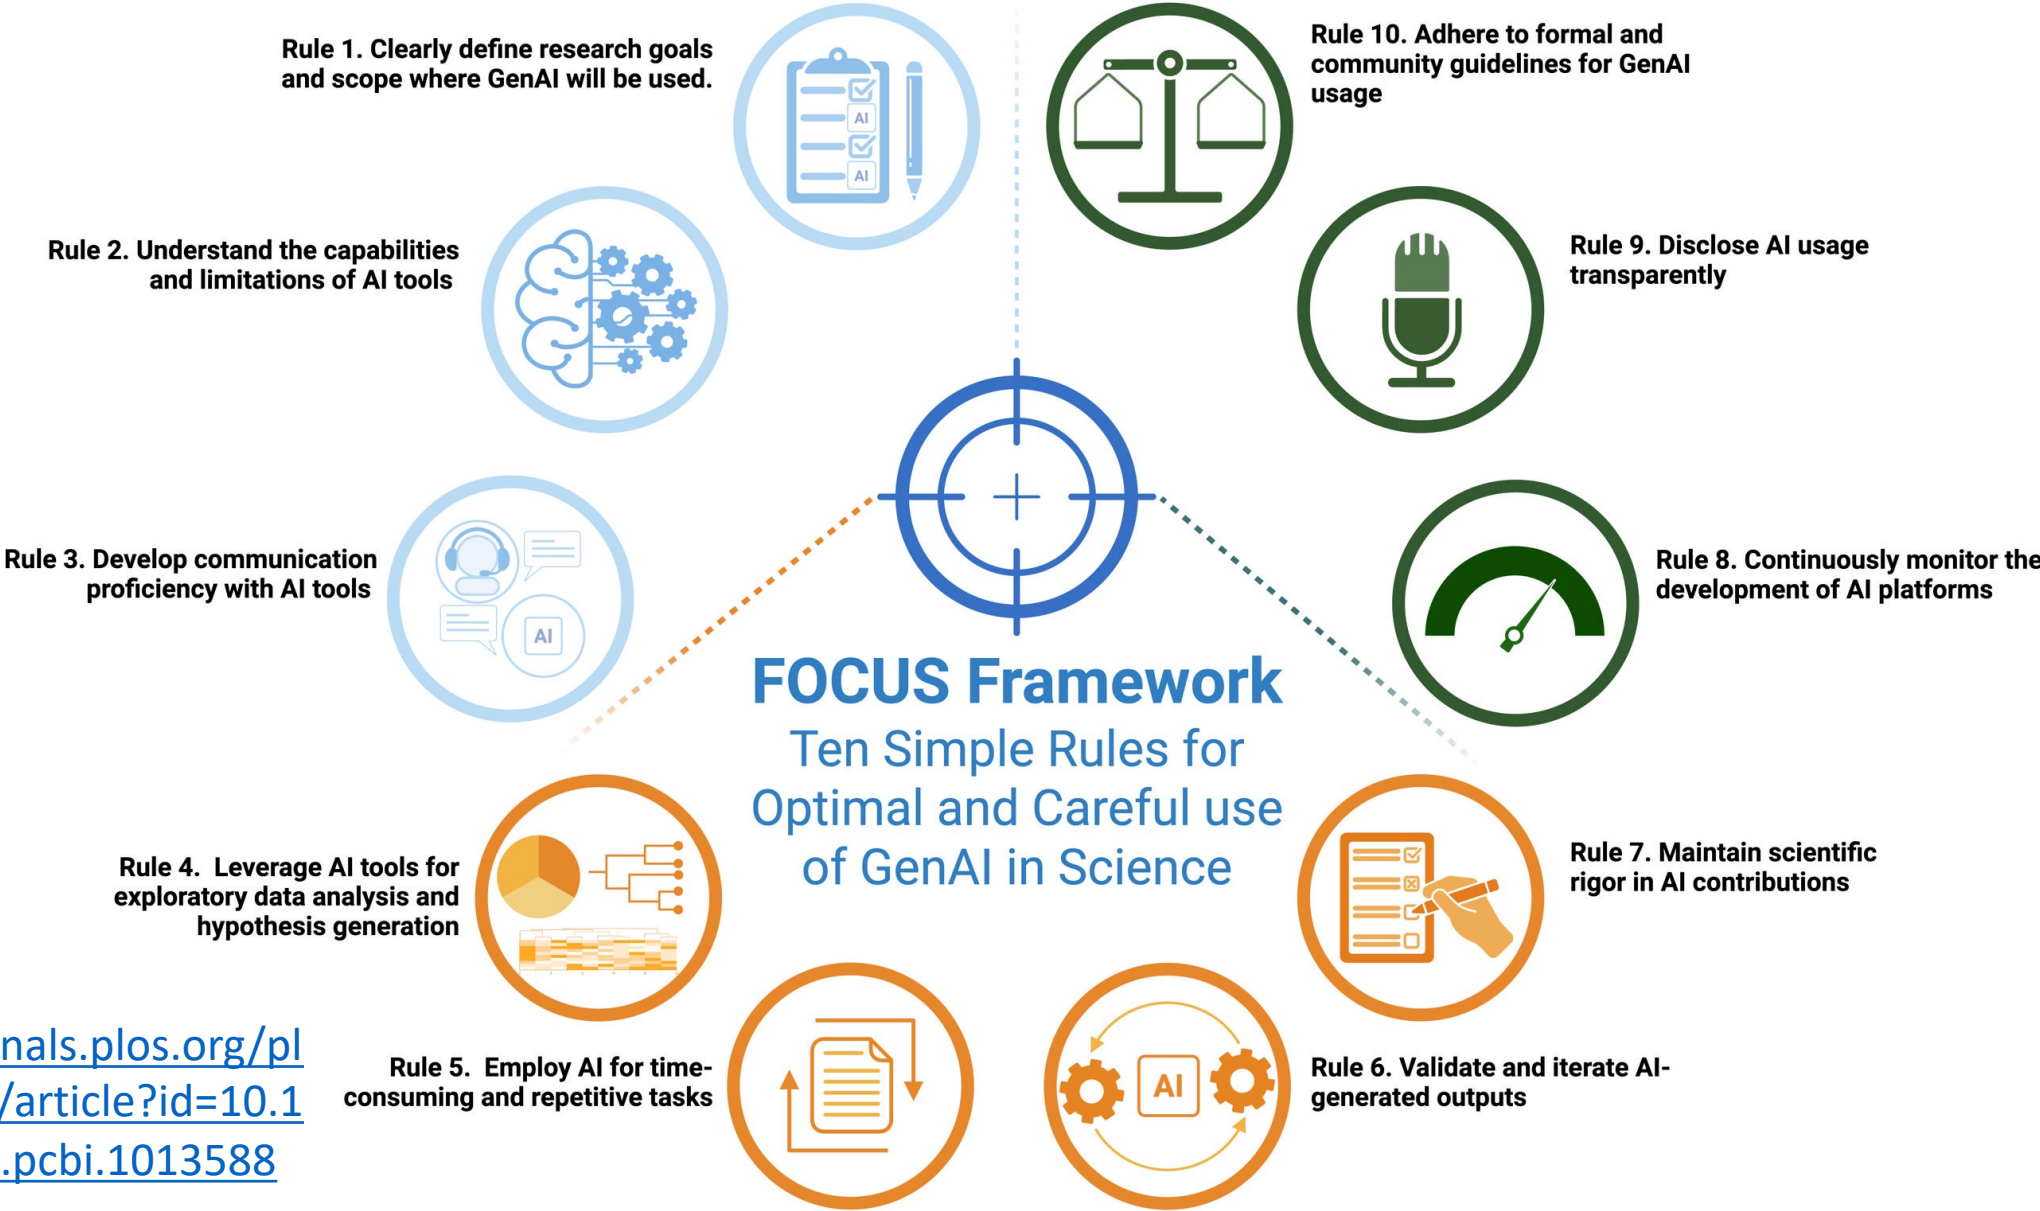 Rule 1. Clearly define research goals
and scope where GenAI will be used.
AI
AI
Rule 2. Understand the capabilities
and limitations of AI tools
Rule 3. Develop communication
proficiency with AI tools
AI
Rule 4. Leverage AI tools for
exploratory data analysis and
hypothesis generation
Rule 5. Employ AI for time-
consuming and repetitive tasks
Rule 6. Validate and iterate AI-
generated outputs
AI
Rule 7. Maintain scientific
rigor in AI contributions
Rule 8. Continuously monitor the
development of AI platforms
Rule 9. Disclose AI usage
transparently
Rule 10. Adhere to formal and
community guidelines for GenAI
usage
FOCUS Framework
Ten Simple Rules for
Optimal and Careful use
of GenAI in Science
nals.plos.org/pl
/article?id=10.1
.pcbi.1013588